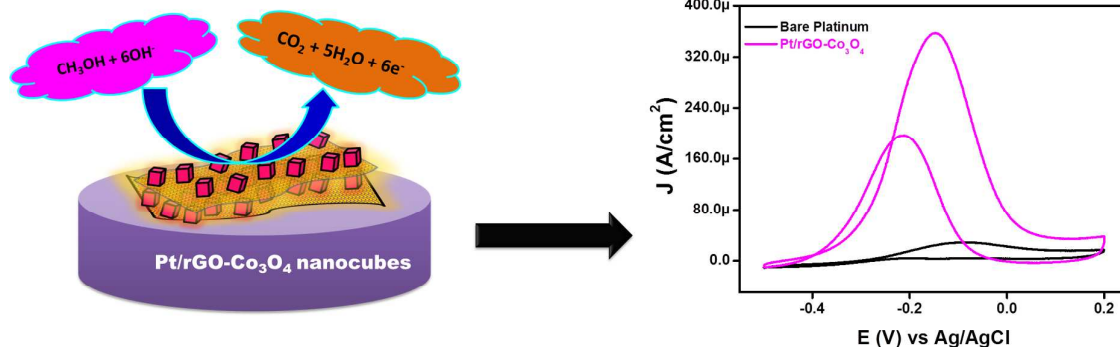 CH₃OH + 6OH⁻
CO₂ + 5H₂O + 6e⁻
Pt/rGO-Co₃O₄ nanocubes
400.0µ
320.0µ
240.0µ
160.0µ
80.0µ
0.0
J (A/cm²)
Bare Platinum
Pt/rGO-Co₃O₄
-0.4
-0.2
0.0
0.2
E (V) vs Ag/AgCl